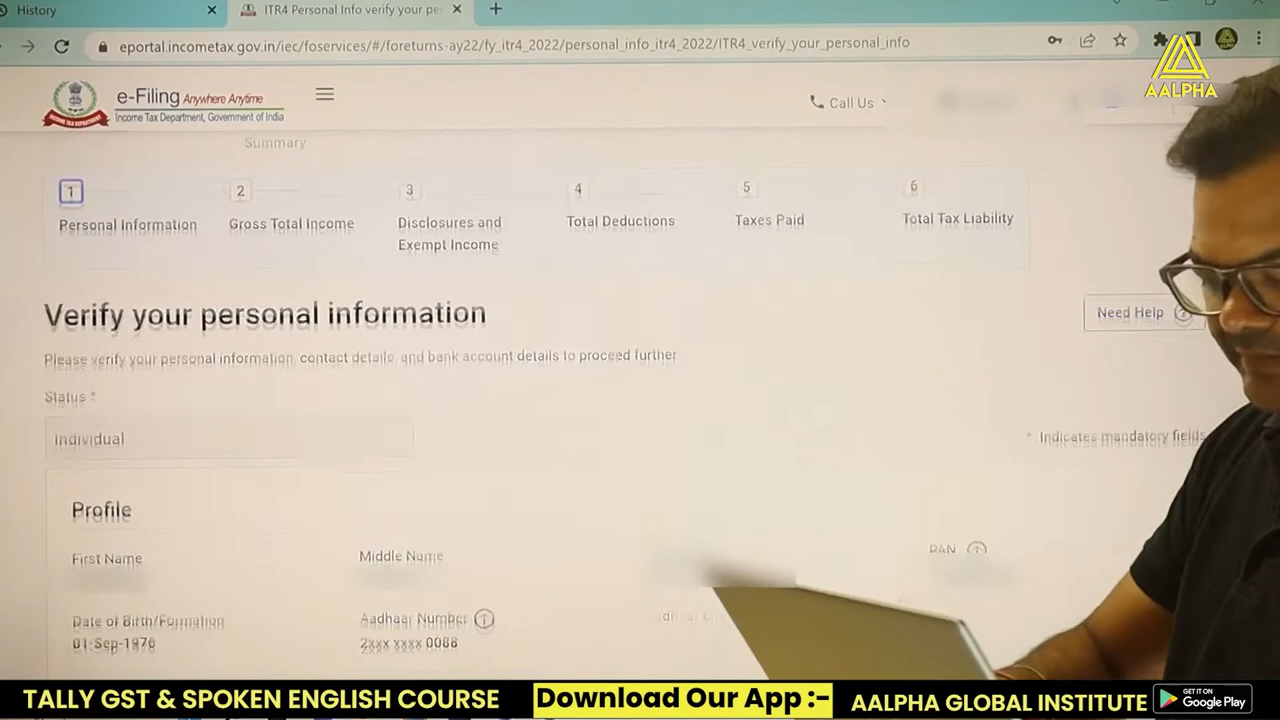 History
ITR4 Personal Info verify your pe
eportal.incometax.gov.in/iec/foservices/#/foreturns-ay22/fy_itr4_2022/personal_info_itr4_2022/ITR4_verify_your_personal_info
AALPHA
e-Filing Anywhere Anytime
Income Tax Department, Government of India
Call Us
Summary
1 2 3 4 5 6
Personal Information Gross Total Income Disclosures and Total Deductions Taxes Paid Total Tax Liability
Exempt Income
Verify your personal information
Need Help
Please verify your personal information, contact details, and bank account details to proceed further
Status *
Individual
* Indicates mandatory fields
Profile
First Name Middle Name PAN
Date of Birth/Formation Aadhaar Number
01-Sep-1976 2xxx xxxx 0086
TALLY GST & SPOKEN ENGLISH COURSE Download Our App :- AALPHA GLOBAL INSTITUTE GET IT ON
Google Play